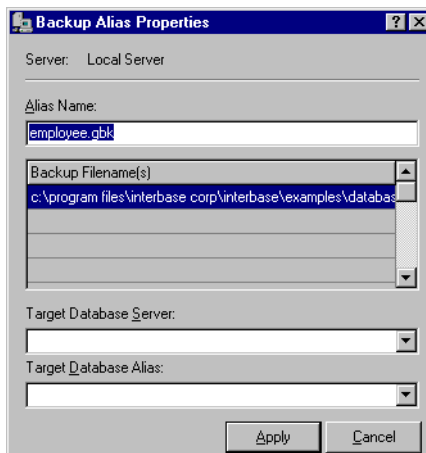 Backup Alias Properties
Server: Local Server
Alias Name:
employee.gbk
Backup Filename(s)
c:\program files\interbase corp\interbase\examples\databas
Target Database Server:
Target Database Alias:
Apply Cancel